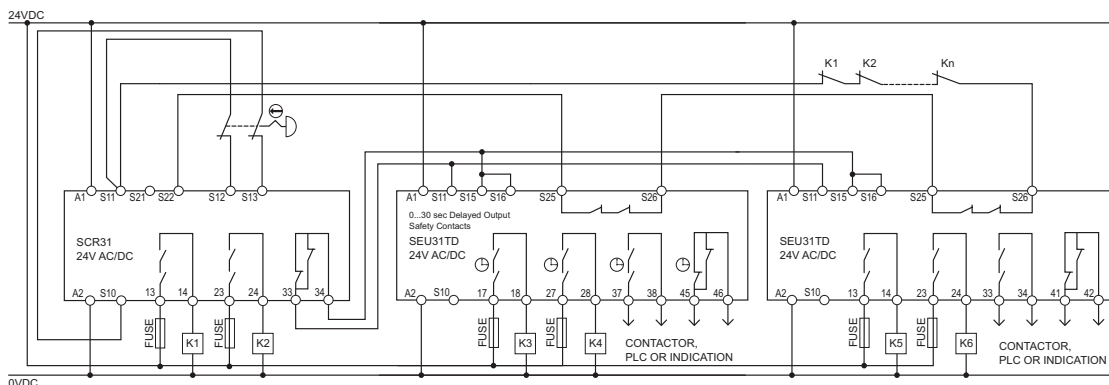 24VDC
K1 K2 Kn
A1 S11 S21 S22 S12 S13
A1 S11 S15 S16 S25 S26
A1 S11 S15 S16 S25 S26
SCR31
24V AC/DC
0...30 sec Delayed Output
Safety Contacts
SEU31TD
24V AC/DC
SEU31TD
24V AC/DC
A2 S10 13 14 23 24 33 34
A2 S10 17 18 27 28 37 38 45 46
A2 S10 13 14 23 24 33 34 41 42
FUSE K1 FUSE K2
FUSE K3 FUSE K4
CONTACTOR,
PLC OR INDICATION
FUSE K5 FUSE K6
CONTACTOR,
PLC OR INDICATION
0VDC